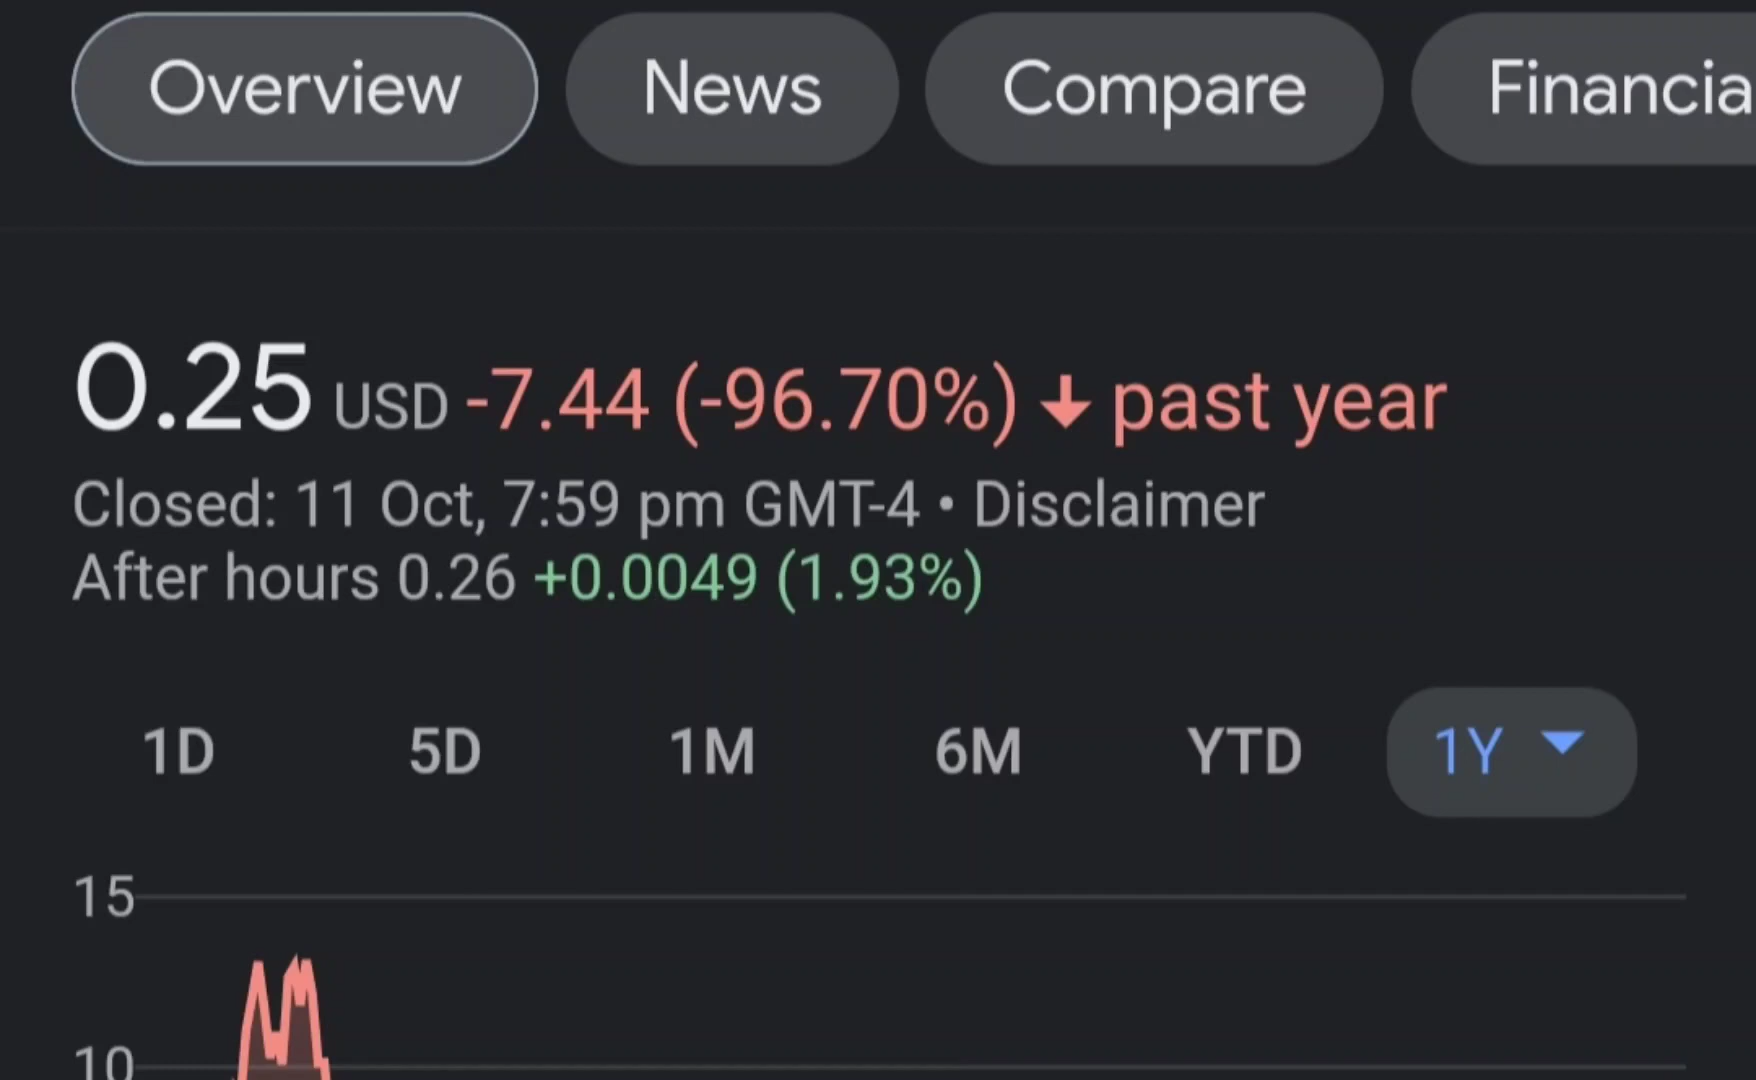 Overview News Compare Financia
0.25 USD -7.44 (-96.70%) ↓ past year
Closed: 11 Oct, 7:59 pm GMT-4 • Disclaimer
After hours 0.26 +0.0049 (1.93%)
1D 5D 1M 6M YTD 1Y
15
10